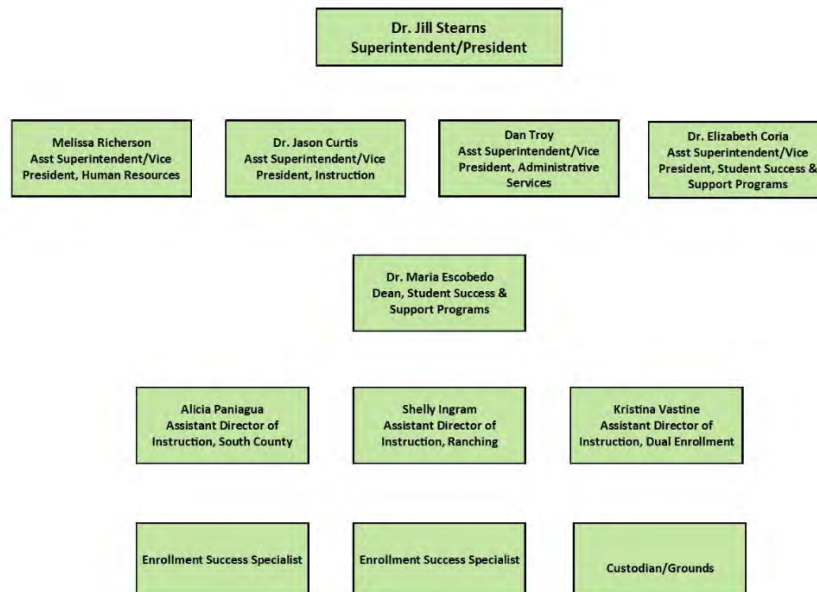 Dr. Jill Stearns
Superintendent/President
Melissa Richerson
Asst Superintendent/Vice
President, Human Resources
Dr. Jason Curtis
Asst Superintendent/Vice
President, Instruction
Dan Troy
Asst Superintendent/Vice
President, Administrative
Services
Dr. Elizabeth Coria
Asst Superintendent/Vice
President, Student Success &
Support Programs
Dr. Maria Escobedo
Dean, Student Success &
Support Programs
Alicia Paniagua
Assistant Director of
Instruction, South County
Shelly Ingram
Assistant Director of
Instruction, Ranching
Kristina Vastine
Assistant Director of
Instruction, Dual Enrollment
Enrollment Success Specialist
Enrollment Success Specialist
Custodian/Grounds